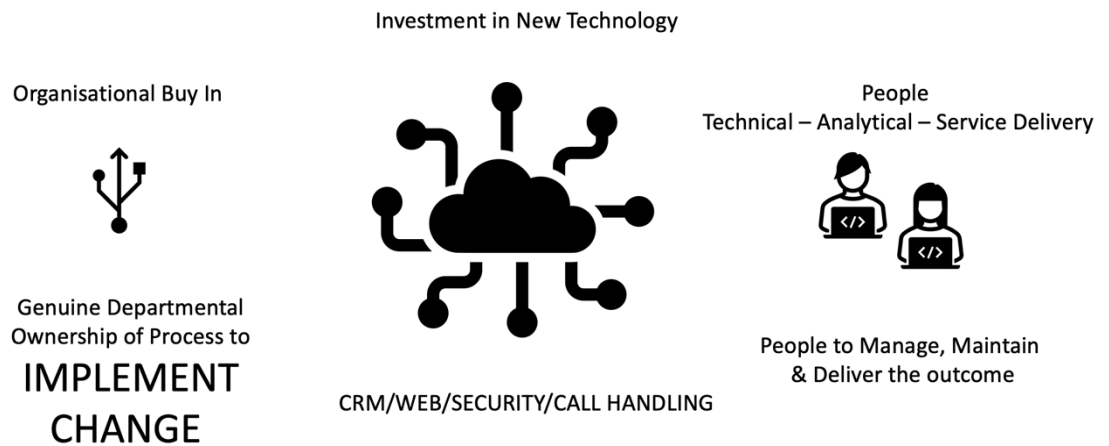 Investment in New Technology
Organisational Buy In
People
Technical – Analytical – Service Delivery
</>
</>
Genuine Departmental
Ownership of Process to
IMPLEMENT
CHANGE
People to Manage, Maintain
& Deliver the outcome
CRM/WEB/SECURITY/CALL HANDLING